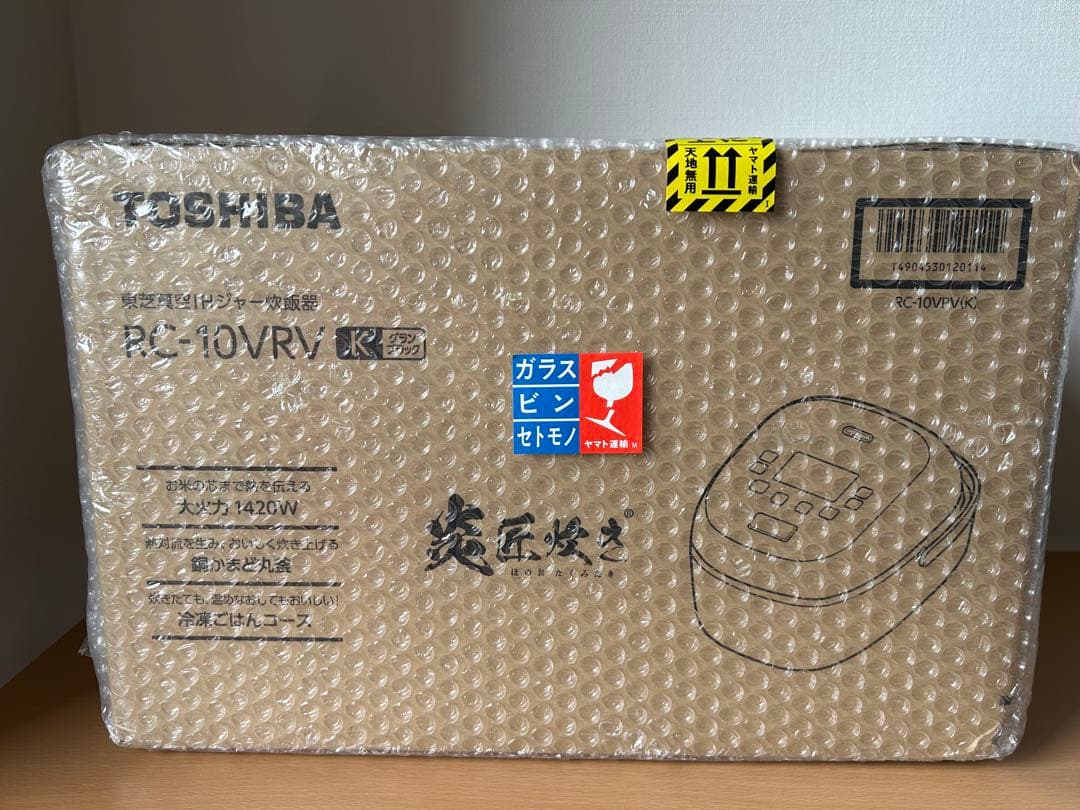 TOSHIBA
東芝真空IHジャー炊飯器
RC-10VRV K グラン
ブラック
お米の芯まで熱を伝える
大火力 1420W
熱対流を生み、おいしく炊き上げる
銅かまど丸釜
炊きたても、温めなおしてもおいしい!
冷凍ごはんコース
炎 匠炊き®
ほのおたくみだき
ガラス
ビン
セトモノ
ヤマト運輸 M
天地無用
ヤマト運輸
1
T4904530120114
RC-10VRV(K)